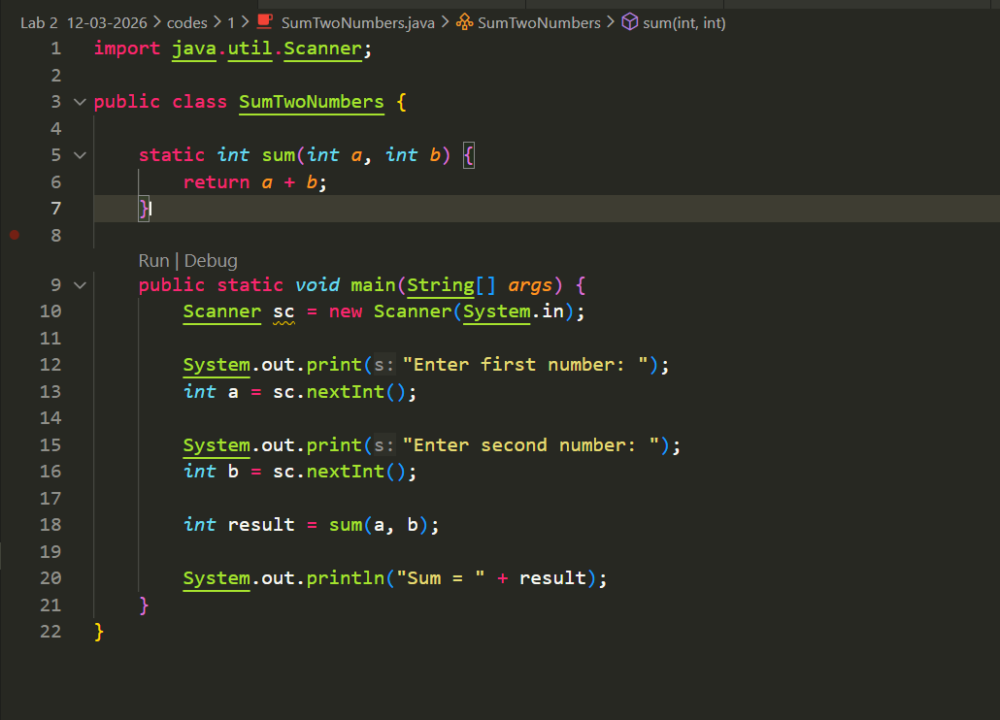 Lab 2 12-03-2026 > codes > 1 > SumTwoNumbers.java > SumTwoNumbers > sum(int, int)
1 import java.util.Scanner;
2
3 public class SumTwoNumbers {
4
5     static int sum(int a, int b) {
6         return a + b;
7     }
8
Run | Debug
9     public static void main(String[] args) {
10         Scanner sc = new Scanner(System.in);
11
12         System.out.print(s: "Enter first number: ");
13         int a = sc.nextInt();
14
15         System.out.print(s: "Enter second number: ");
16         int b = sc.nextInt();
17
18         int result = sum(a, b);
19
20         System.out.println("Sum = " + result);
21     }
22 }